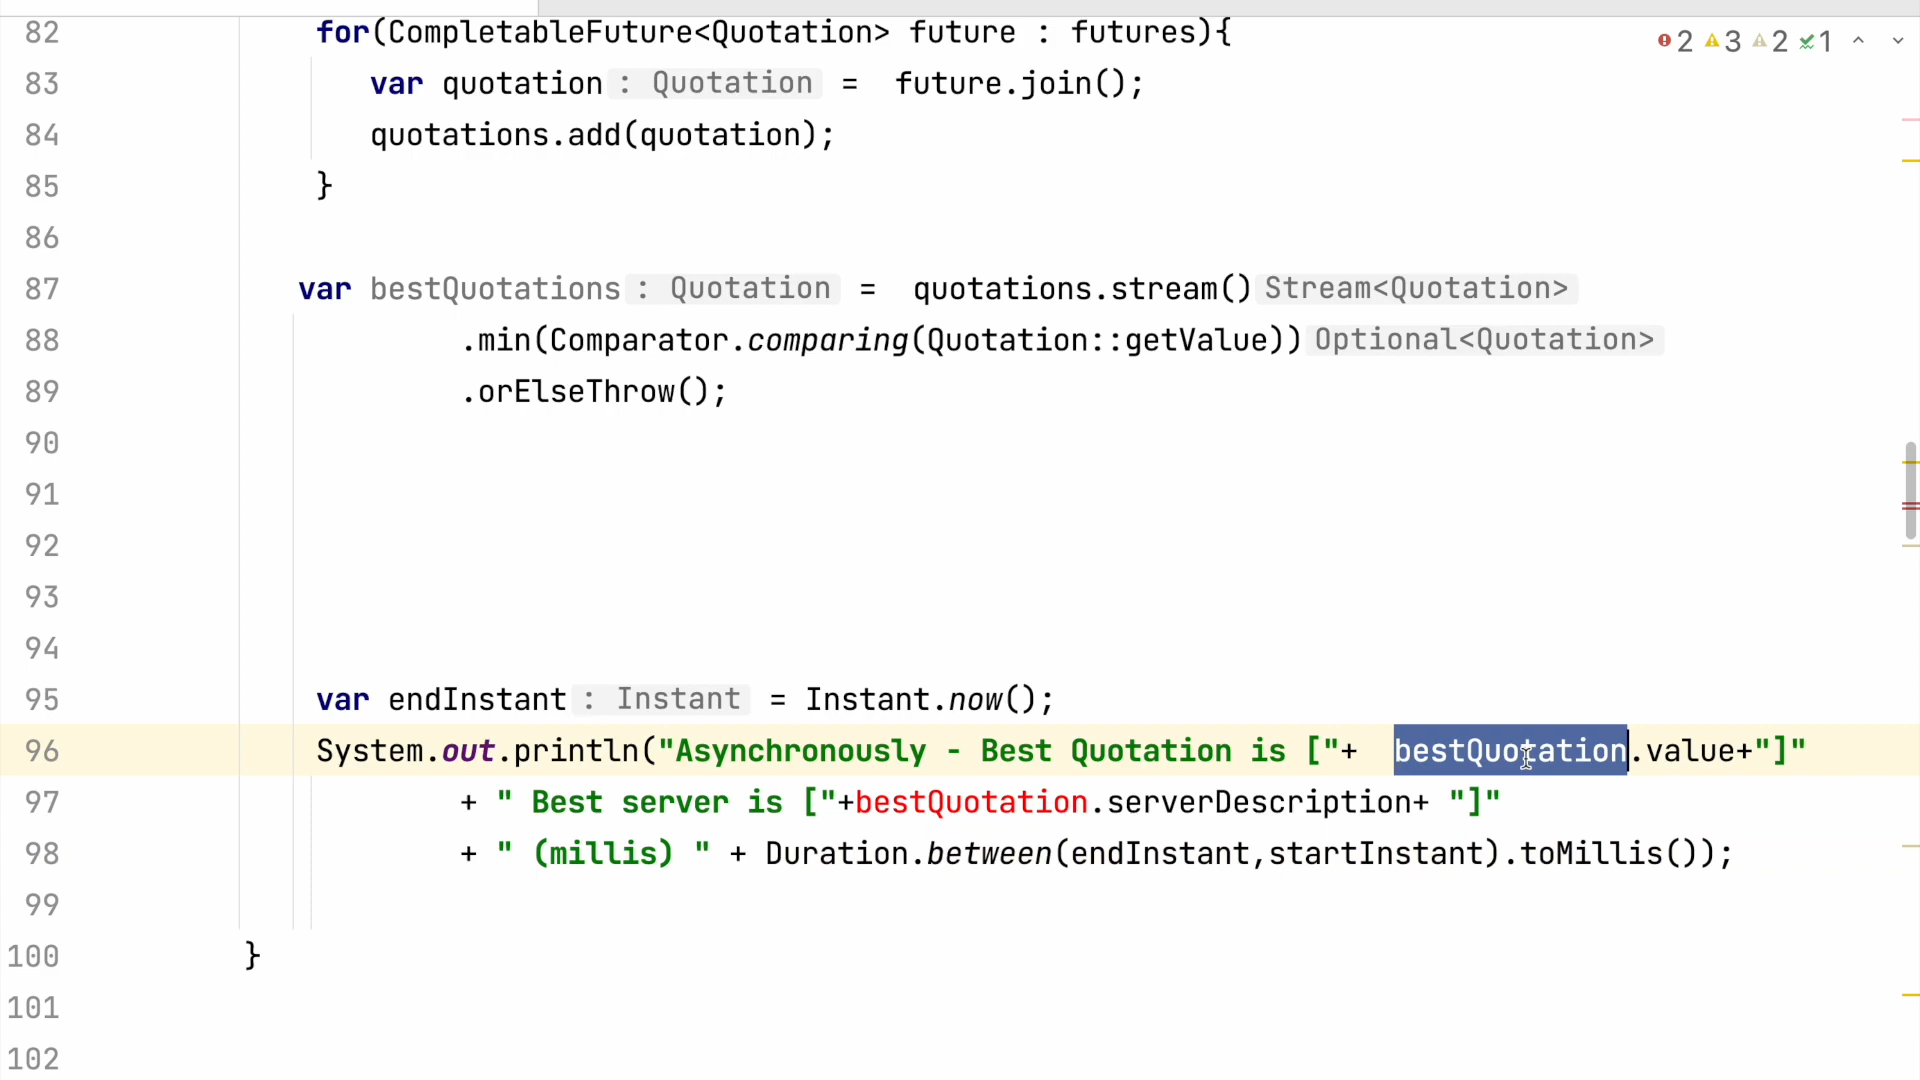 82 for(CompletableFuture<Quotation> future : futures){ 2 3 2 1
83 var quotation : Quotation = future.join();
84 quotations.add(quotation);
85 }
86
87 var bestQuotations : Quotation = quotations.stream() Stream<Quotation>
88 .min(Comparator.comparing(Quotation::getValue)) Optional<Quotation>
89 .orElseThrow();
90
91
92
93
94
95 var endInstant : Instant = Instant.now();
96 System.out.println("Asynchronously - Best Quotation is ["+ bestQuotation.value+"]"
97 + " Best server is ["+bestQuotation.serverDescription+ "]"
98 + " (millis) " + Duration.between(endInstant,startInstant).toMillis());
99
100 }
101
102